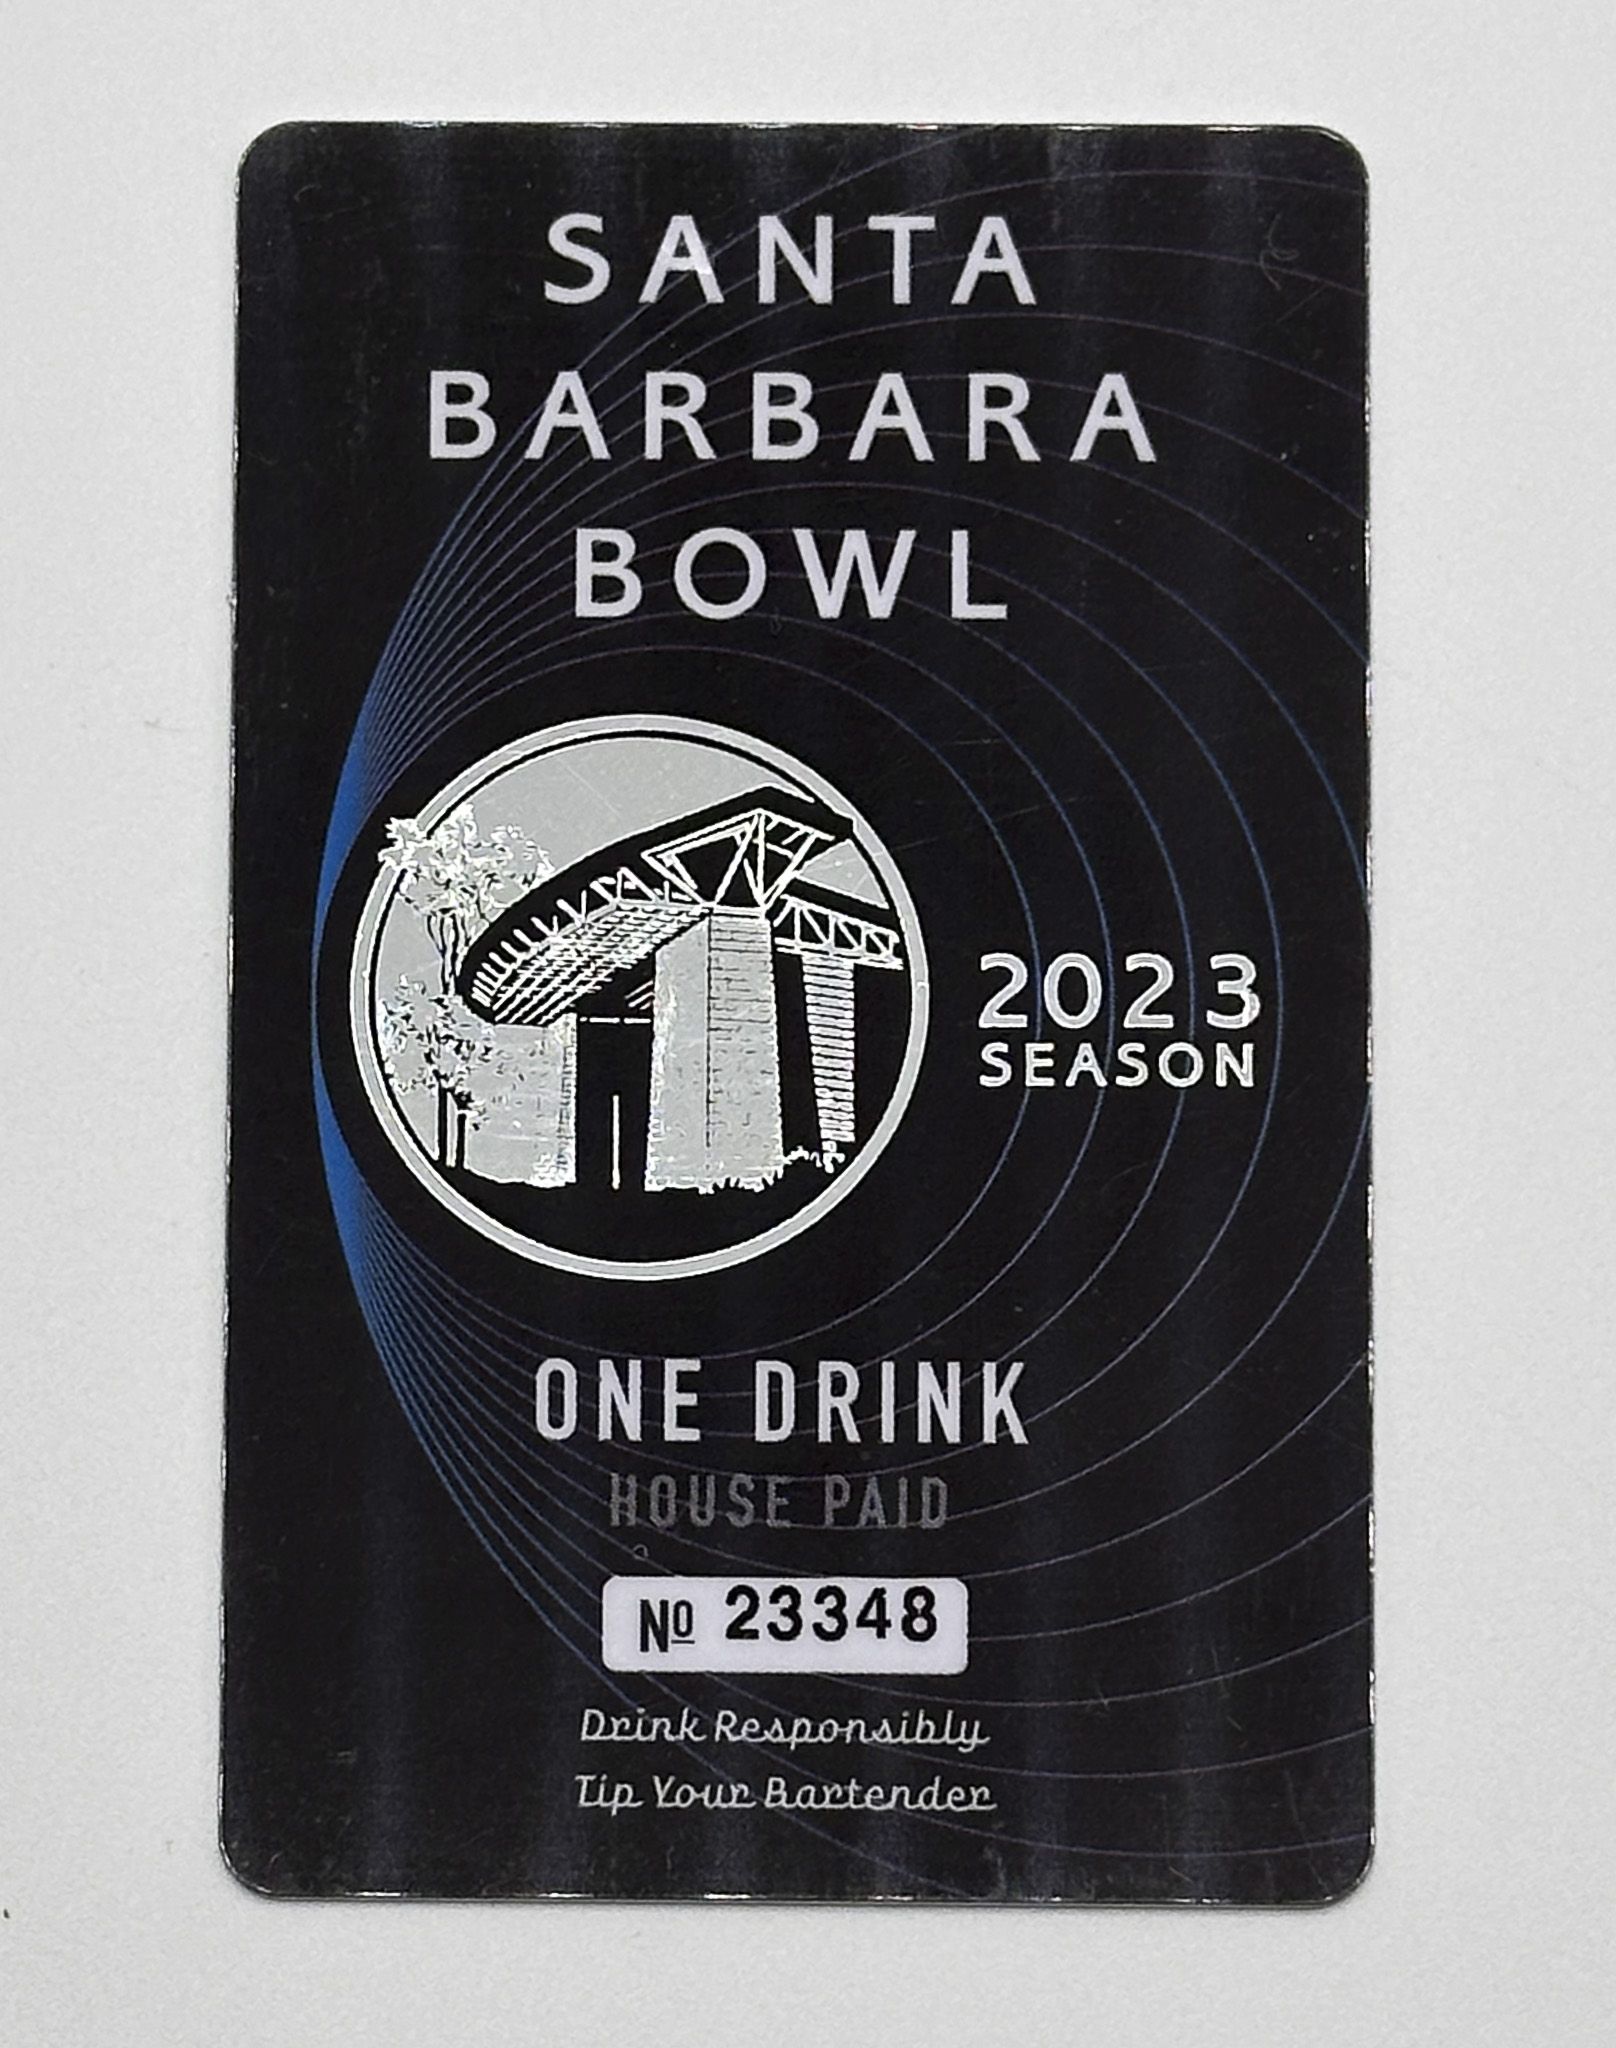 SANTA
BARBARA
BOWL
2023
SEASON
ONE DRINK
HOUSE PAID
Nº 23348
Drink Responsibly
Tip Your Bartender